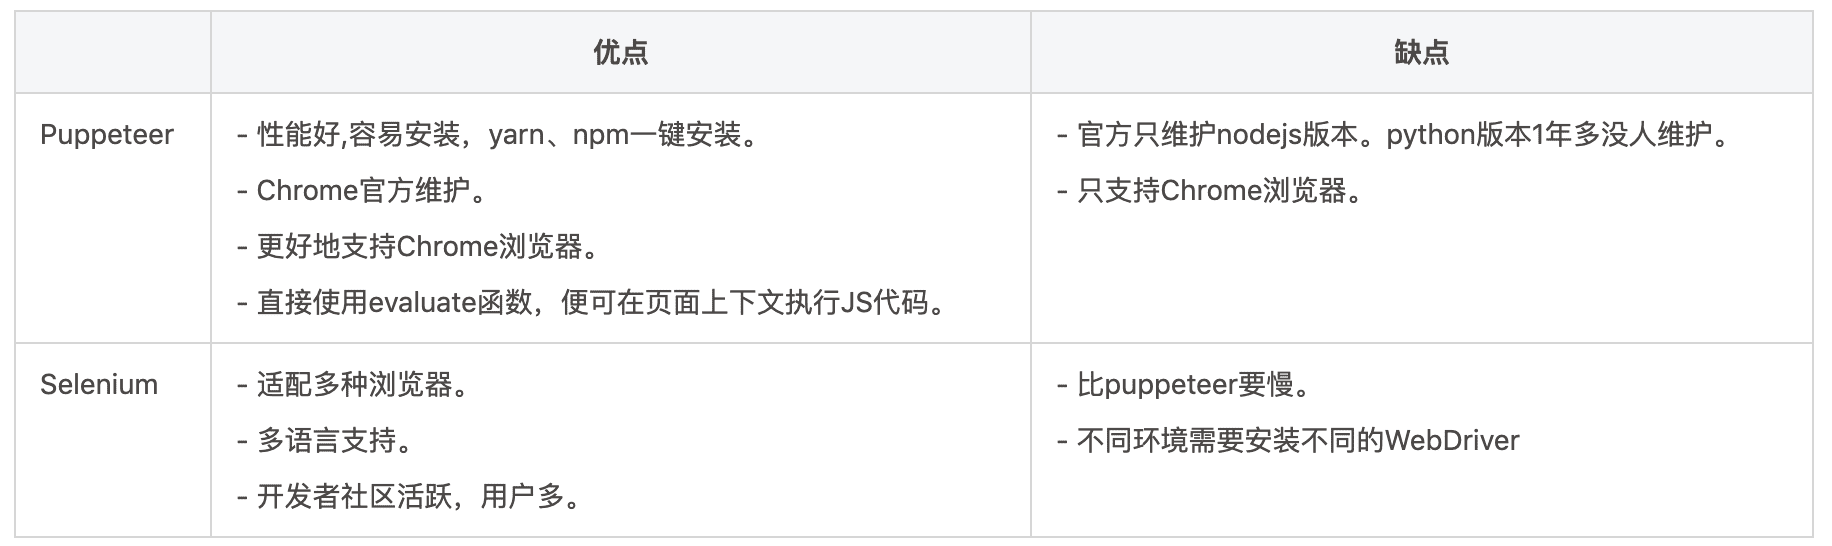 优点
缺点
Puppeteer
- 性能好,容易安装，yarn、npm一键安装。
- Chrome官方维护。
- 更好地支持Chrome浏览器。
- 直接使用evaluate函数，便可在页面上下文执行JS代码。
- 官方只维护nodejs版本。python版本1年多没人维护。
- 只支持Chrome浏览器。
Selenium
- 适配多种浏览器。
- 多语言支持。
- 开发者社区活跃，用户多。
- 比puppeteer要慢。
- 不同环境需要安装不同的WebDriver